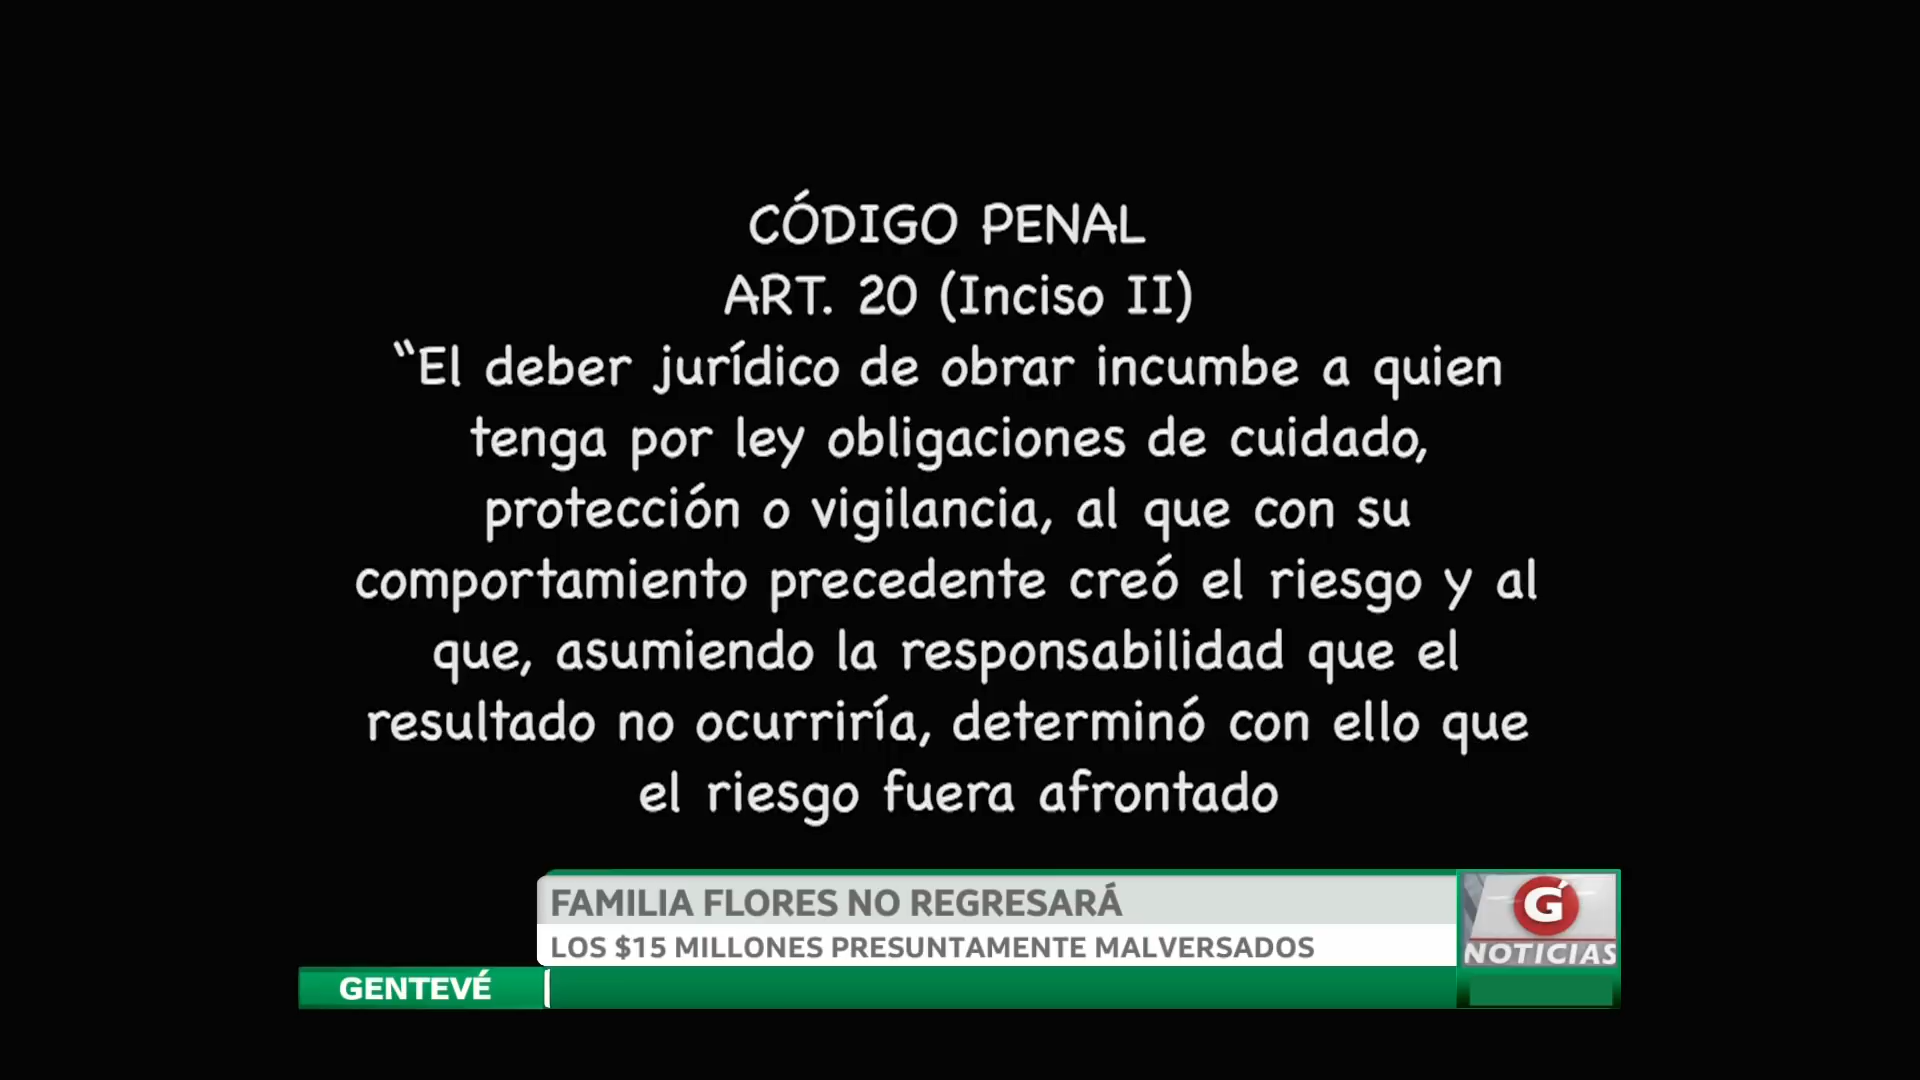 CÓDIGO PENAL
ART. 20 (Inciso II)
“El deber jurídico de obrar incumbe a quien
tenga por ley obligaciones de cuidado,
protección o vigilancia, al que con su
comportamiento precedente creó el riesgo y al
que, asumiendo la responsabilidad que el
resultado no ocurriría, determinó con ello que
el riesgo fuera afrontado
FAMILIA FLORES NO REGRESARÁ
LOS $15 MILLONES PRESUNTAMENTE MALVERSADOS
Ǵ
NOTICIAS
GENTEVÉ